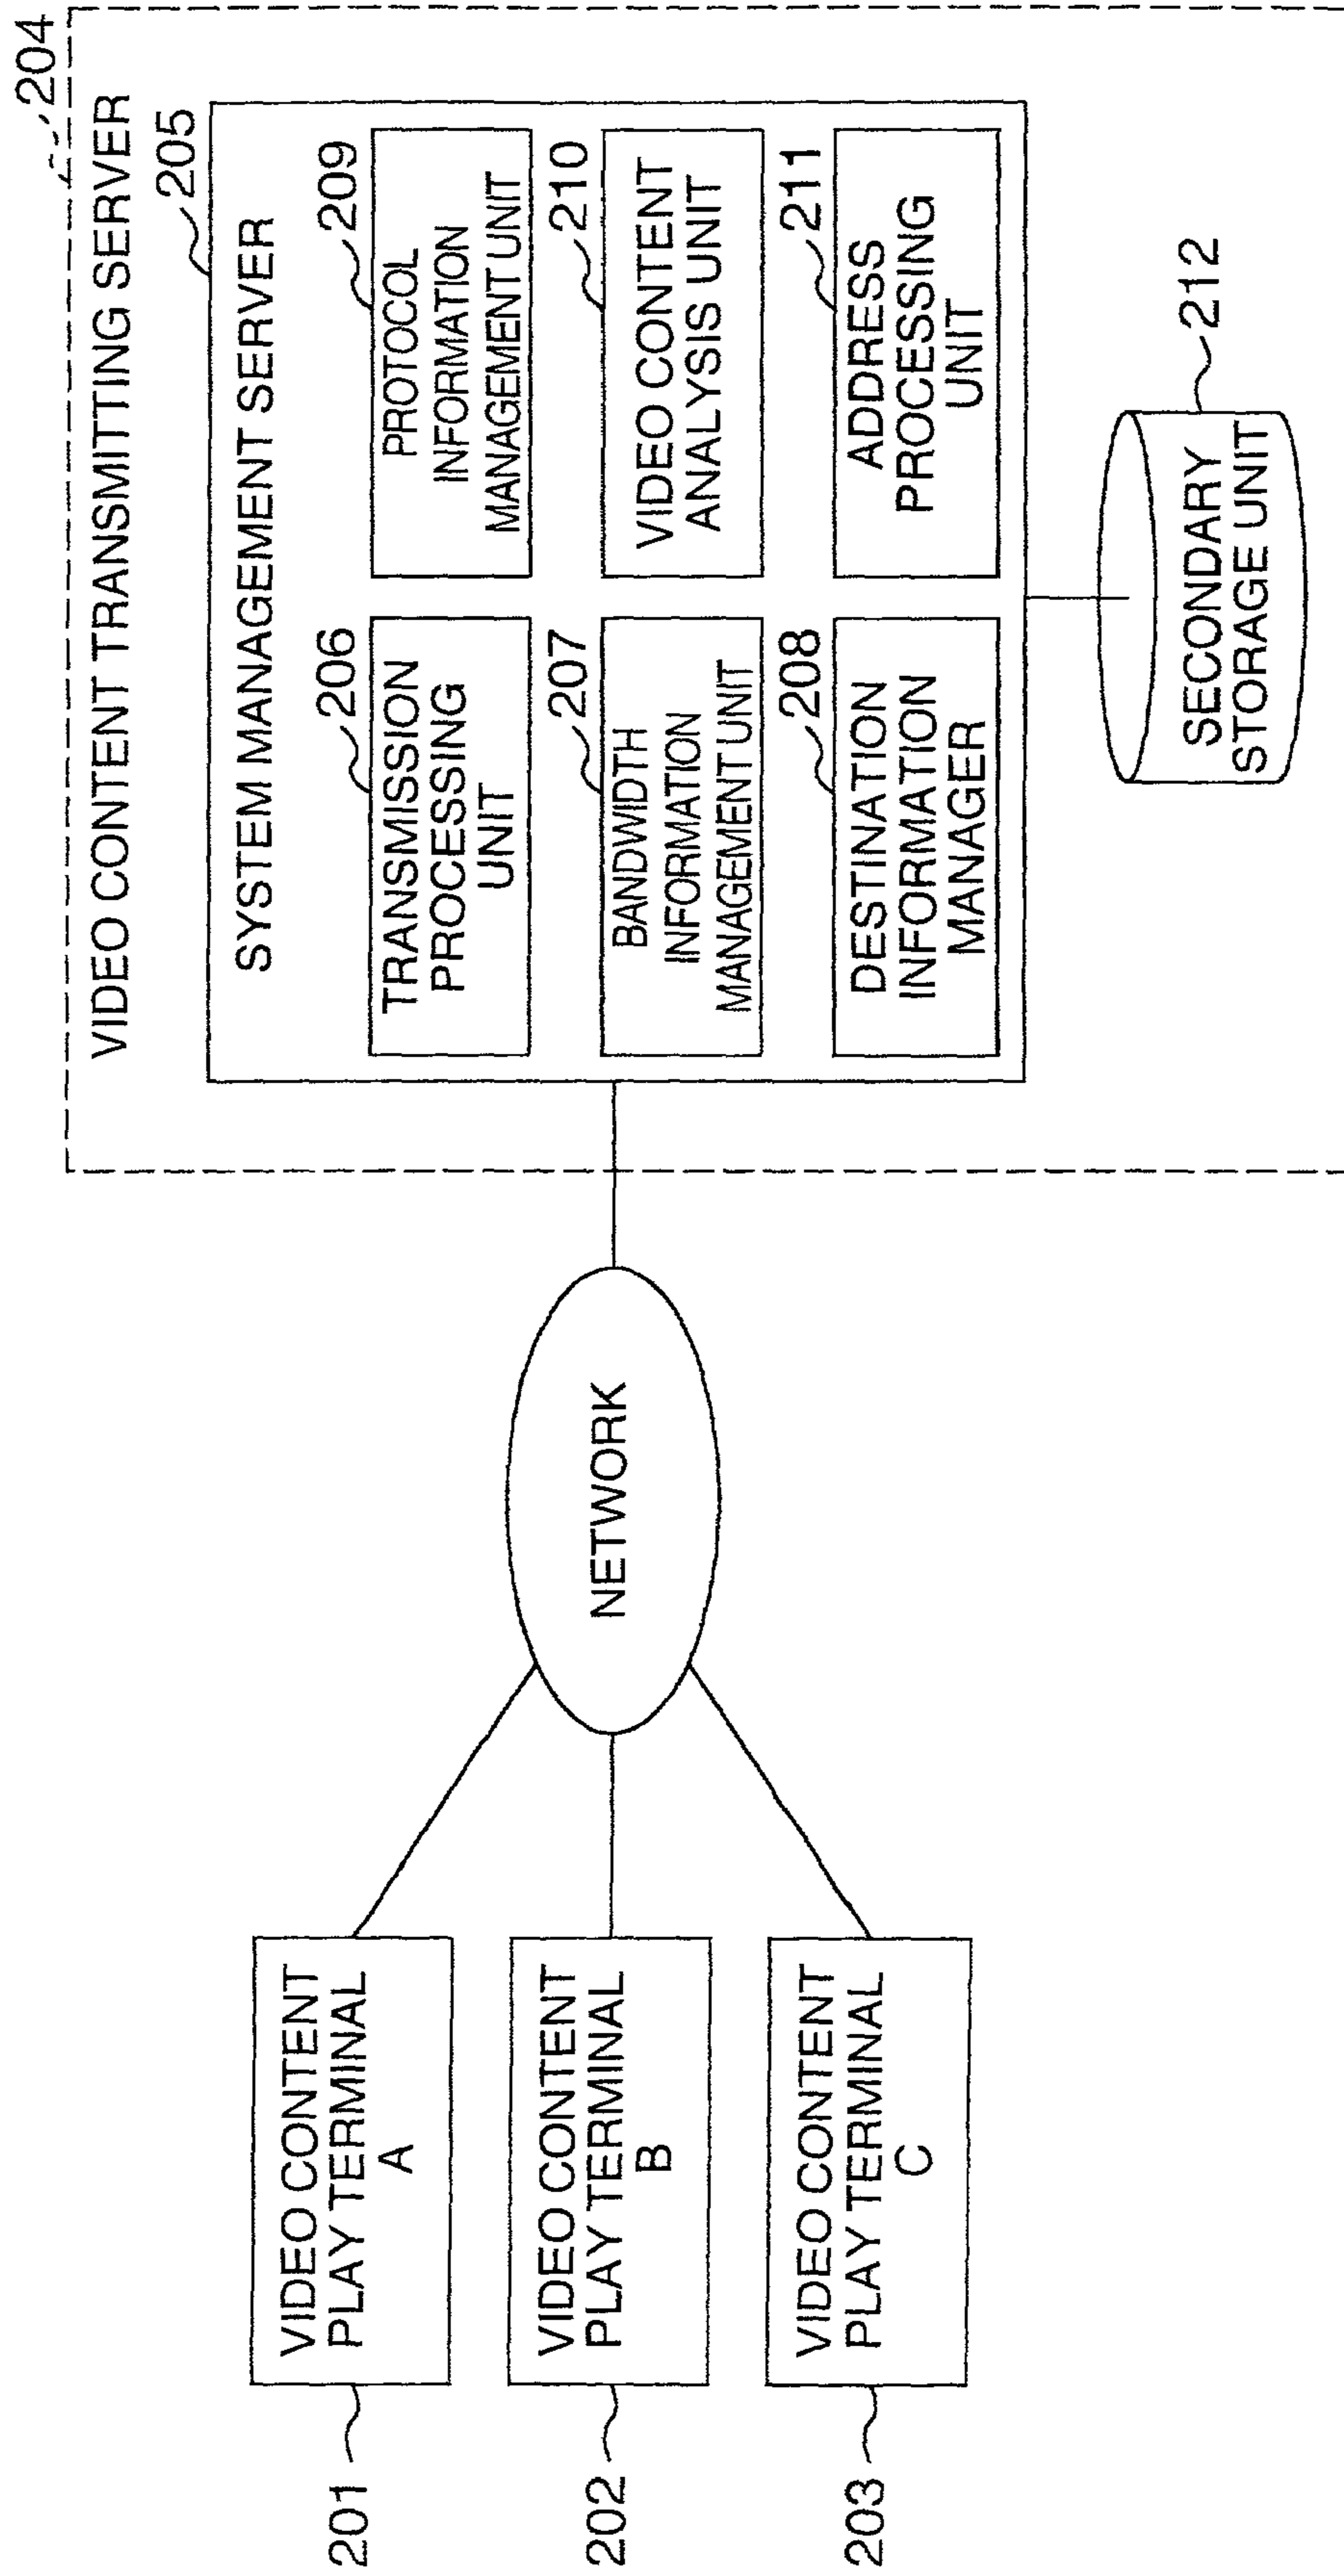 204
VIDEO CONTENT TRANSMITTING SERVER
205
SYSTEM MANAGEMENT SERVER
206
TRANSMISSION
PROCESSING
UNIT
209
PROTOCOL
INFORMATION
MANAGEMENT UNIT
207
BANDWIDTH
INFORMATION
MANAGEMENT UNIT
210
VIDEO CONTENT
ANALYSIS UNIT
208
DESTINATION
INFORMATION
MANAGER
211
ADDRESS
PROCESSING
UNIT
SECONDARY
STORAGE UNIT
212
NETWORK
201
VIDEO CONTENT
PLAY TERMINAL
A
202
VIDEO CONTENT
PLAY TERMINAL
B
203
VIDEO CONTENT
PLAY TERMINAL
C